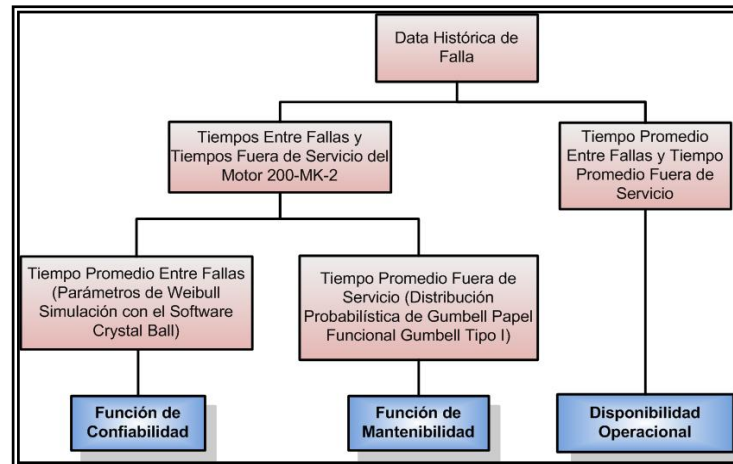 Data Histórica de
Falla
Tiempos Entre Fallas y
Tiempos Fuera de Servicio del
Motor 200-MK-2
Tiempo Promedio
Entre Fallas y Tiempo
Promedio Fuera de
Servicio
Tiempo Promedio Entre Fallas
(Parámetros de Weibull
Simulación con el Software
Crystal Ball)
Tiempo Promedio Fuera de
Servicio (Distribución
Probabilística de Gumbell Papel
Funcional Gumbell Tipo I)
Función de
Confiabilidad
Función de
Mantenibilidad
Disponibilidad
Operacional